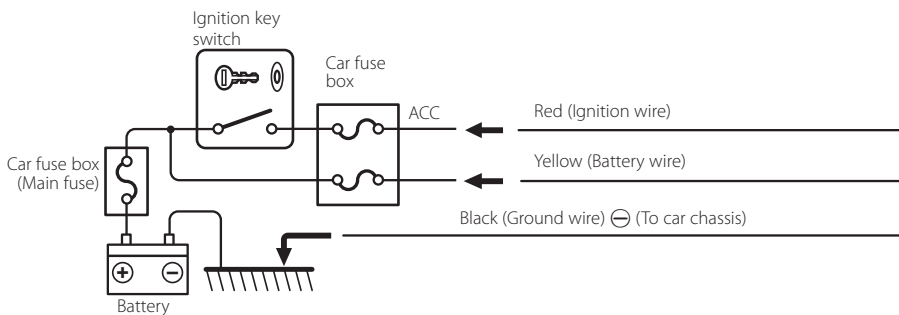 Ignition key
switch
Car fuse
box
ACC
Red (Ignition wire)
Car fuse box
(Main fuse)
Yellow (Battery wire)
Black (Ground wire) ⊖ (To car chassis)
Battery